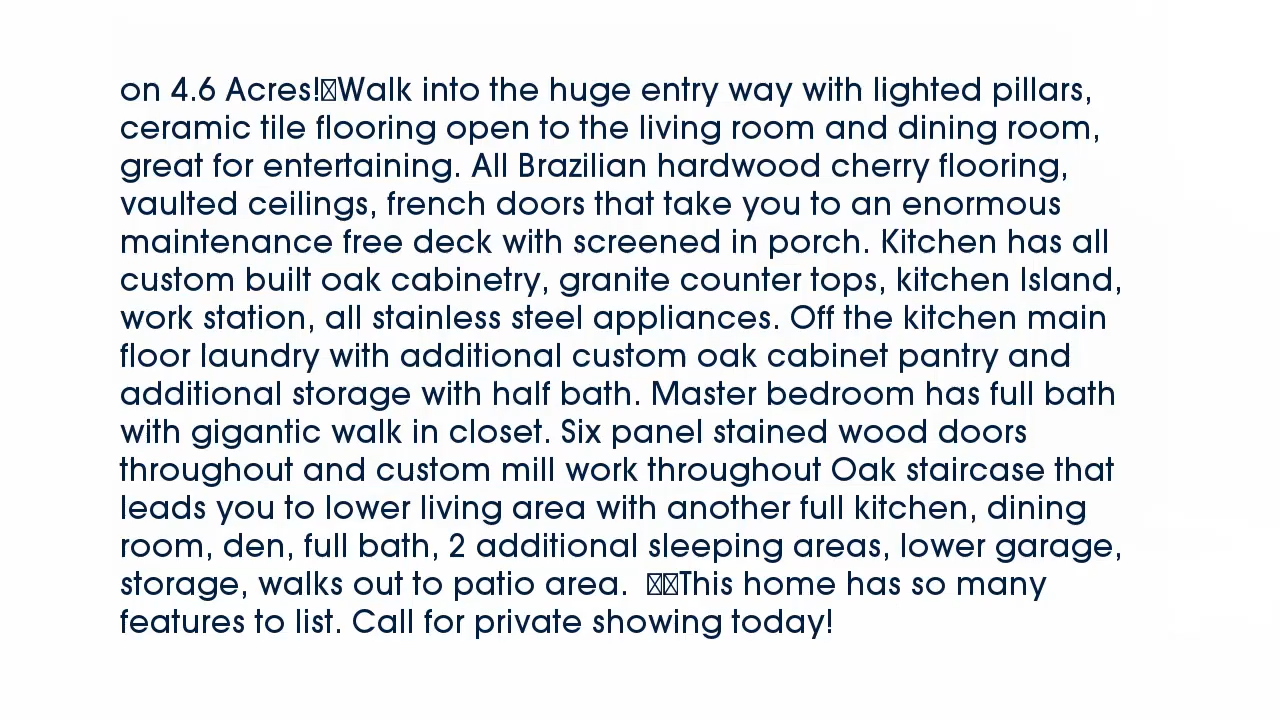 on 4.6 Acres!Walk into the huge entry way with lighted pillars,
ceramic tile flooring open to the living room and dining room,
great for entertaining. All Brazilian hardwood cherry flooring,
vaulted ceilings, french doors that take you to an enormous
maintenance free deck with screened in porch. Kitchen has all
custom built oak cabinetry, granite counter tops, kitchen Island,
work station, all stainless steel appliances. Off the kitchen main
floor laundry with additional custom oak cabinet pantry and
additional storage with half bath. Master bedroom has full bath
with gigantic walk in closet. Six panel stained wood doors
throughout and custom mill work throughout Oak staircase that
leads you to lower living area with another full kitchen, dining
room, den, full bath, 2 additional sleeping areas, lower garage,
storage, walks out to patio area.  This home has so many
features to list. Call for private showing today!